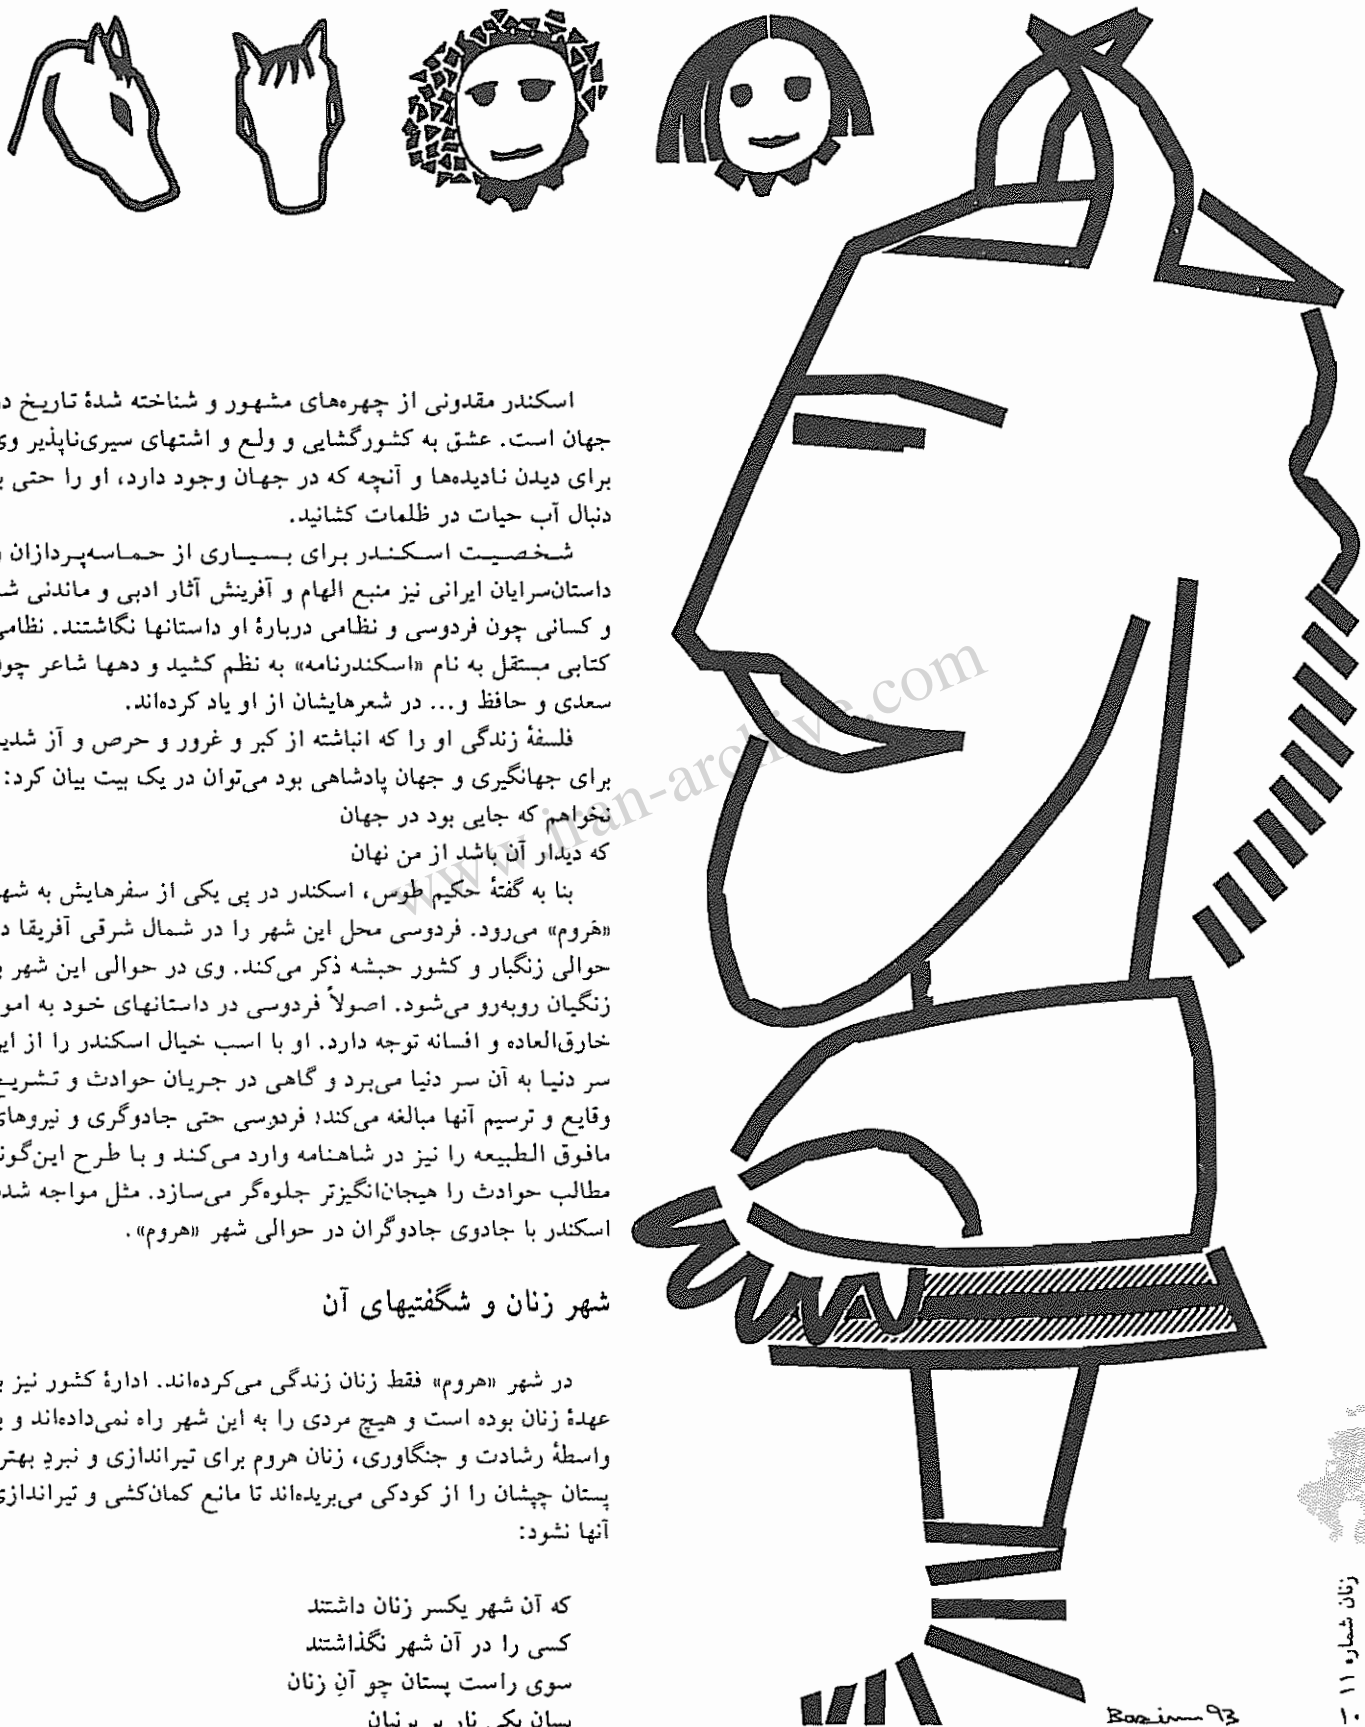 اسکندر مقدونی از چهره‌های مشهور و شناخته شدهٔ تاریخ
جهان است. عشق به کشورگشایی و ولع و اشتهای سیری‌ناپذیر وی
برای دیدن نادیده‌ها و آنچه که در جهان وجود دارد، او را حتی
دنبال آب حیات در ظلمات کشانید.
شخصیت اسکندر برای بسیاری از حماسه‌پردازان
داستان‌سرایان ایرانی نیز منبع الهام و آفرینش آثار ادبی و ماندنی
و کسانی چون فردوسی و نظامی دربارهٔ او داستانها نگاشتند. نظامی
کتابی مستقل به نام «اسکندرنامه» به نظم کشید و دهها شاعر
سعدی و حافظ و... در شعرهایشان از او یاد کرده‌اند.
فلسفهٔ زندگی او را که انباشته از کبر و غرور و حرص و آز
برای جهانگیری و جهان پادشاهی بود می‌توان در یک بیت بیان کرد:
نخواهم که جایی بود در جهان
که دیدار آن باشد از من نهان
بنا به گفتهٔ حکیم طوس، اسکندر در پی یکی از سفرهایش به
«هَروم» می‌رود. فردوسی محل این شهر را در شمال شرقی آفریقا
حوالی زنگبار و کشور حبشه ذکر می‌کند. وی در حوالی این شهر
زنگیان روبه‌رو می‌شود. اصولاً فردوسی در داستانهای خود به
خارق‌العاده و افسانه توجه دارد. او با اسب خیال اسکندر را از
سر دنیا به آن سر دنیا می‌برد و گاهی در جریان حوادث و
وقایع و ترسیم آنها مبالغه می‌کند؛ فردوسی حتی جادوگری و نیروهای
مافوق الطبیعه را نیز در شاهنامه وارد می‌کند و با طرح
مطالب حوادث را هیجان‌انگیزتر جلوه‌گر می‌سازد. مثل مواجه
اسکندر با جادوی جادوگران در حوالی شهر «هروم».
شهر زنان و شگفتیهای آن
در شهر «هروم» فقط زنان زندگی می‌کرده‌اند. ادارهٔ کشور نیز
عهدهٔ زنان بوده است و هیچ مردی را به این شهر راه نمی‌داده‌اند و
واسطهٔ رشادت و جنگاوری، زنان هروم برای تیراندازی و نبردِ بهتر
پستان چپشان را از کودکی می‌بریده‌اند تا مانع کمان‌کشی و تیراندازی
آنها نشود:
که آن شهر یکسر زنان داشتند
کسی را در آن شهر نگذاشتند
سوی راست پستان چو آنِ زنان
بسان یکی نار بر پرنیان
زنان شماره ۱۱
۱۰
www.iran-archive.com
93